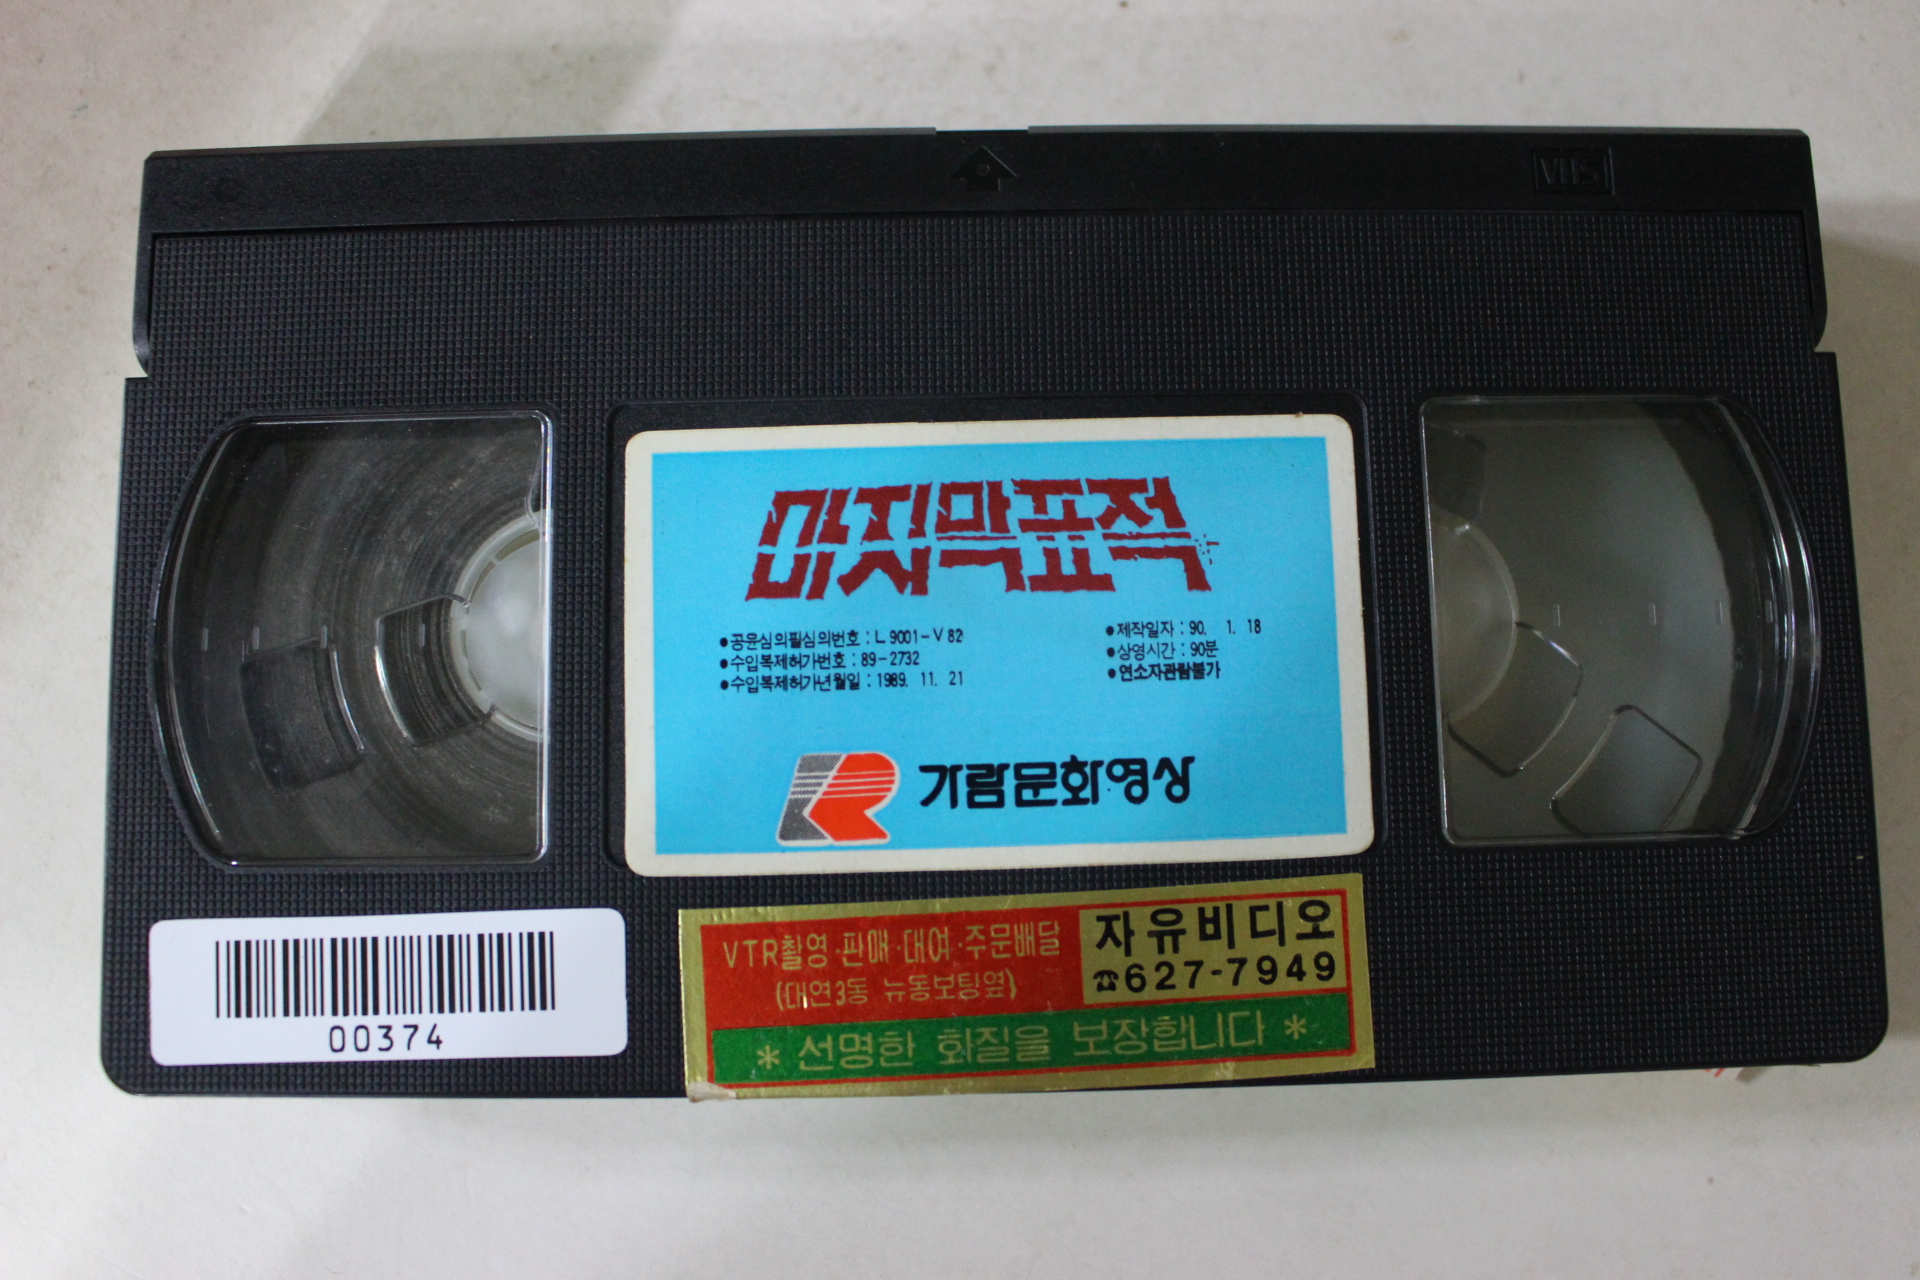 VHS
마지막표적
●공윤심의필심의번호 : L 9001-V 82
●수입복제허가번호 : 89-2732
●수입복제허가년월일 : 1989. 11. 21
●제작일자 : 90. 1. 18
●상영시간 : 90분
●연소자관람불가
가람문화영상
00374
VTR촬영·판매·대여·주문배달
(대연3동 뉴동보탕옆)
자유비디오
☎627-7949
* 선명한 화질을 보장합니다 *